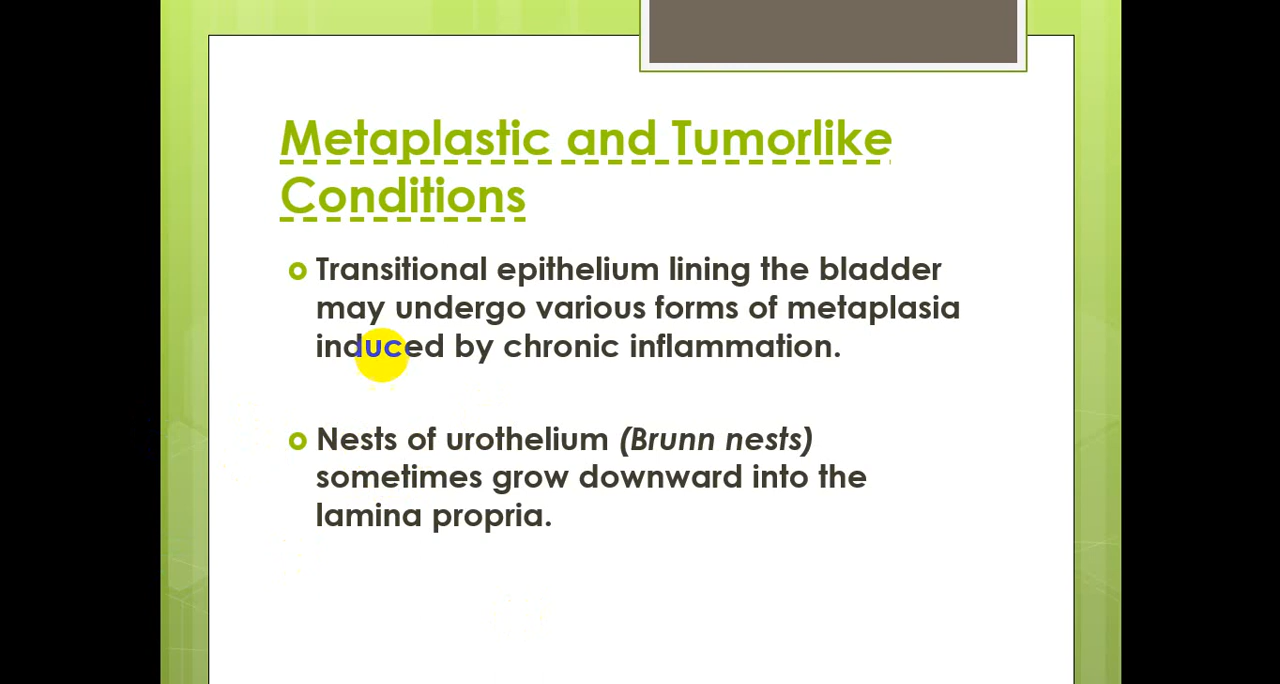 Metaplastic and Tumorlike
Conditions
Transitional epithelium lining the bladder
may undergo various forms of metaplasia
induced by chronic inflammation.
Nests of urothelium (Brunn nests)
sometimes grow downward into the
lamina propria.